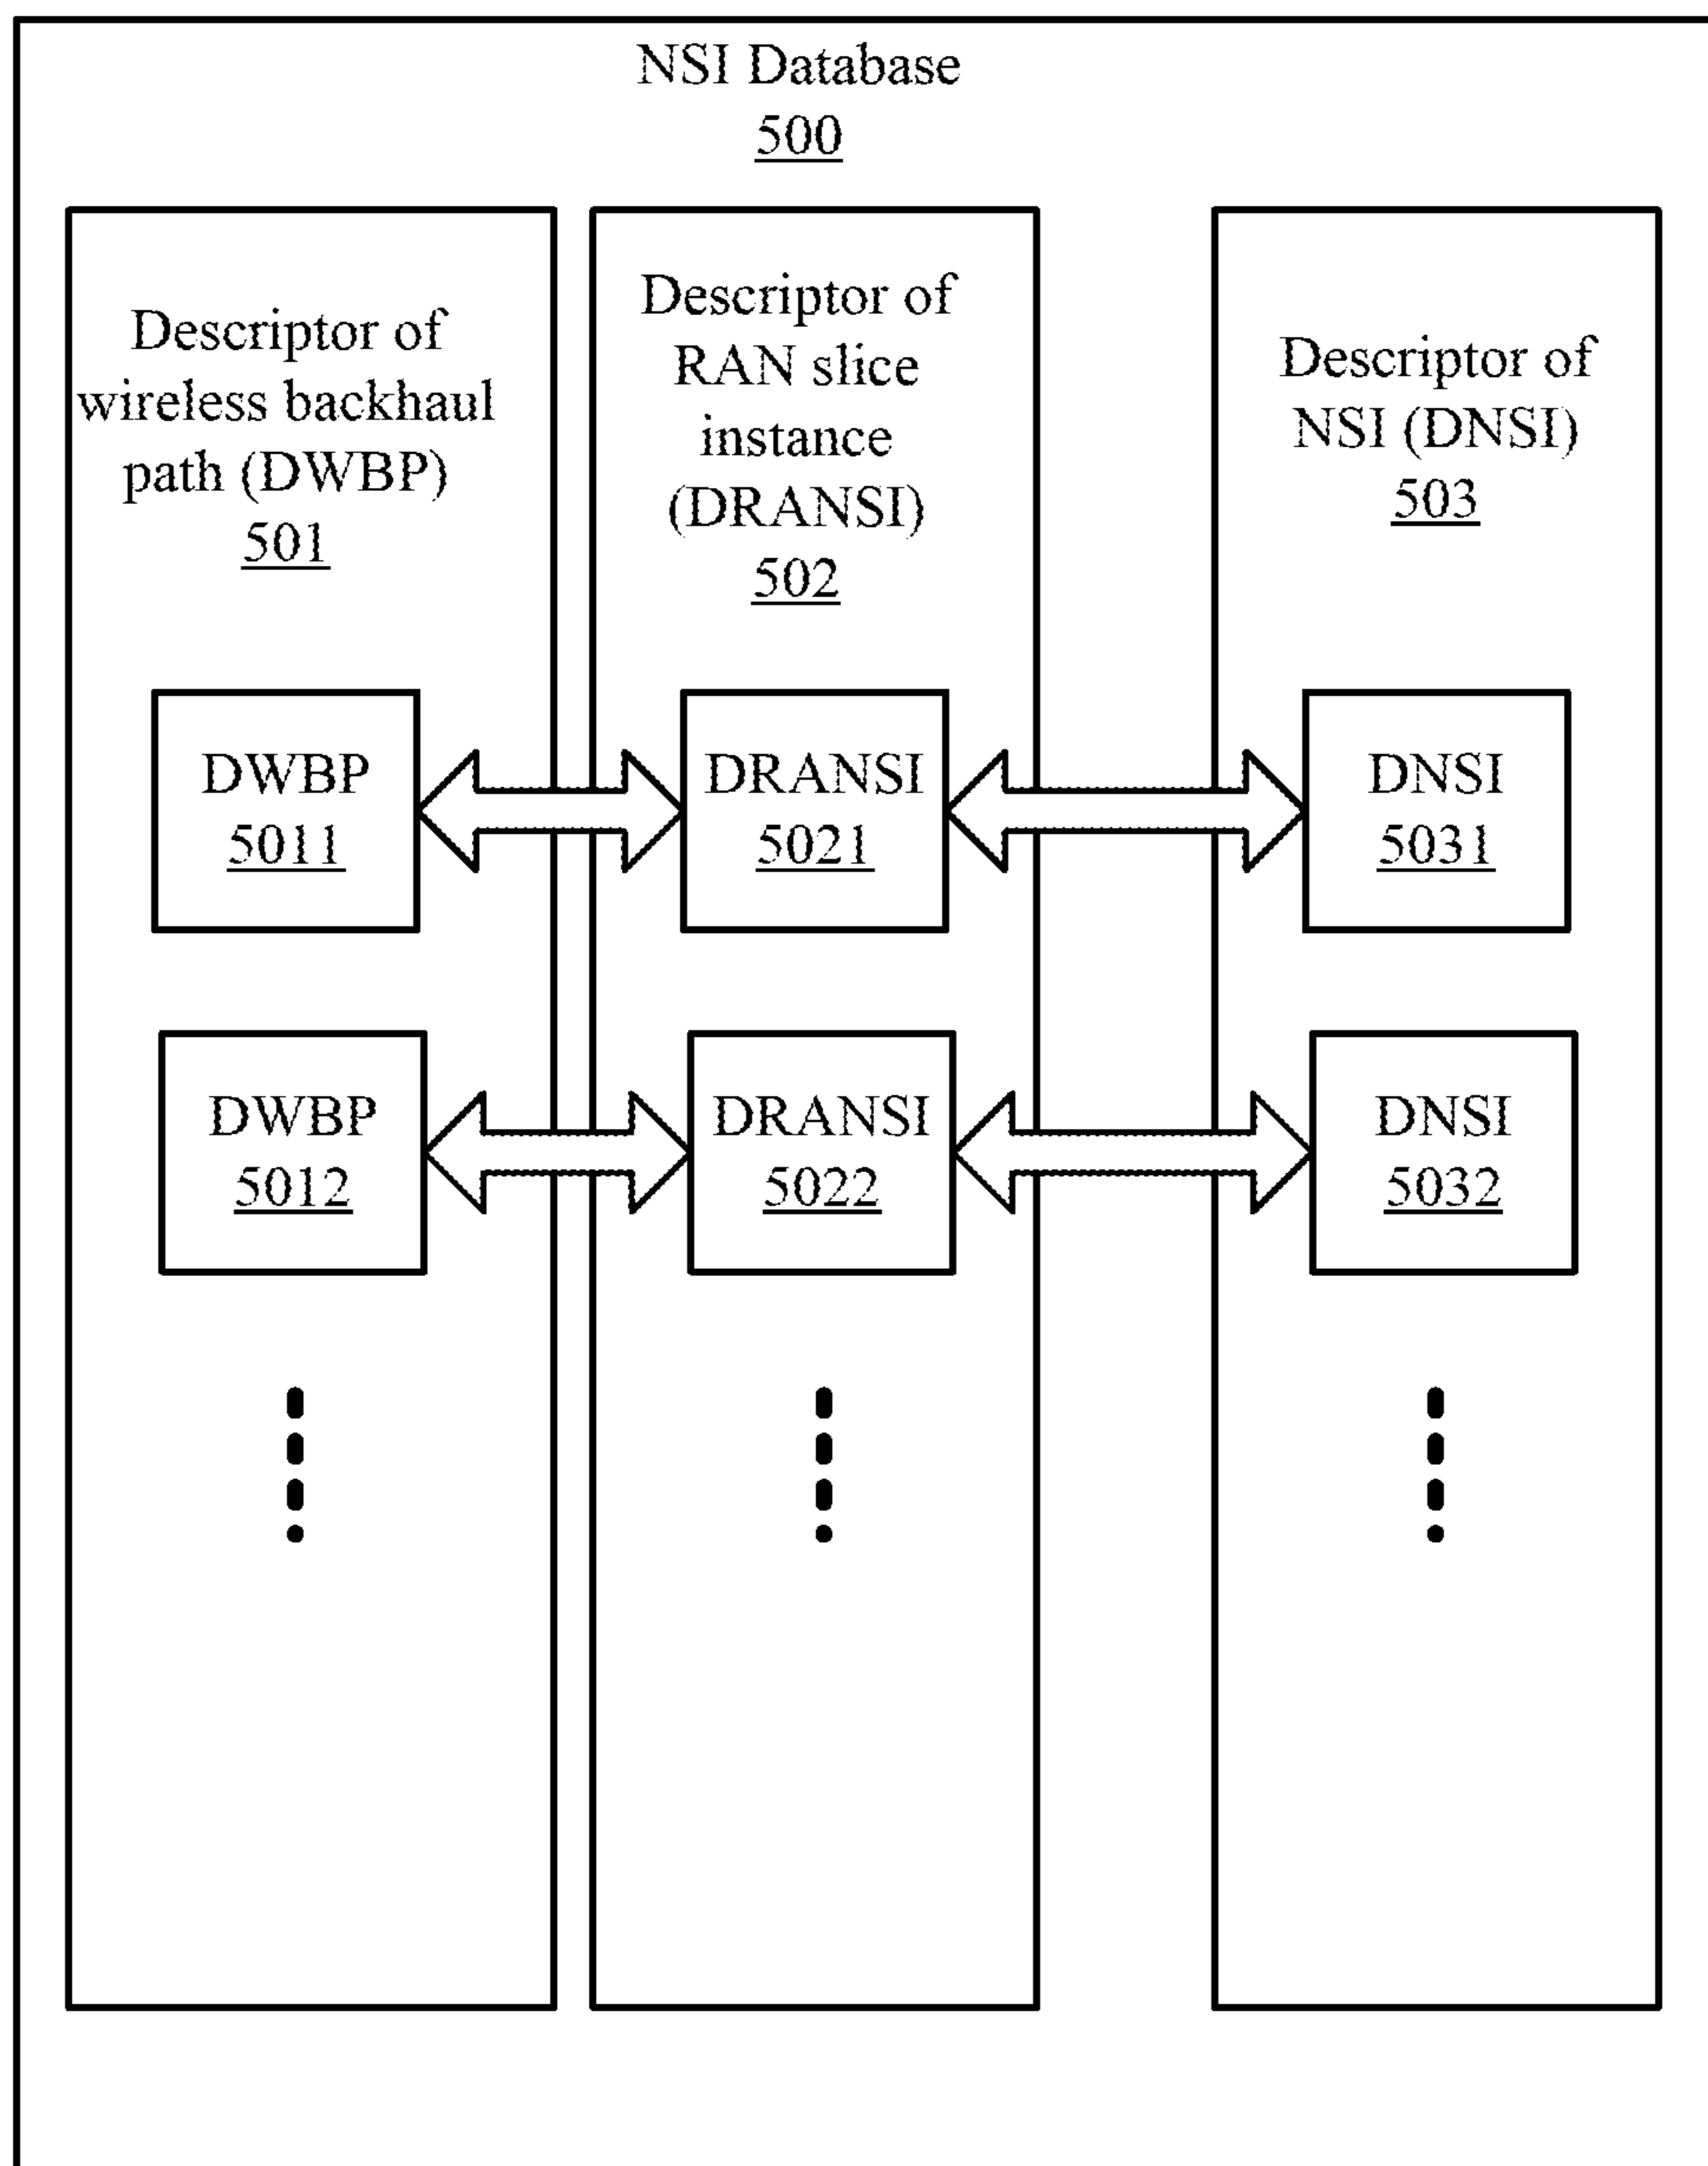 NSI Database
500
Descriptor of
wireless backhaul
path (DWBP)
501
Descriptor of
RAN slice
instance
(DRANSI)
502
Descriptor of
NSI (DNSI)
503
DWBP
5011
DRANSI
5021
DNSI
5031
DWBP
5012
DRANSI
5022
DNSI
5032